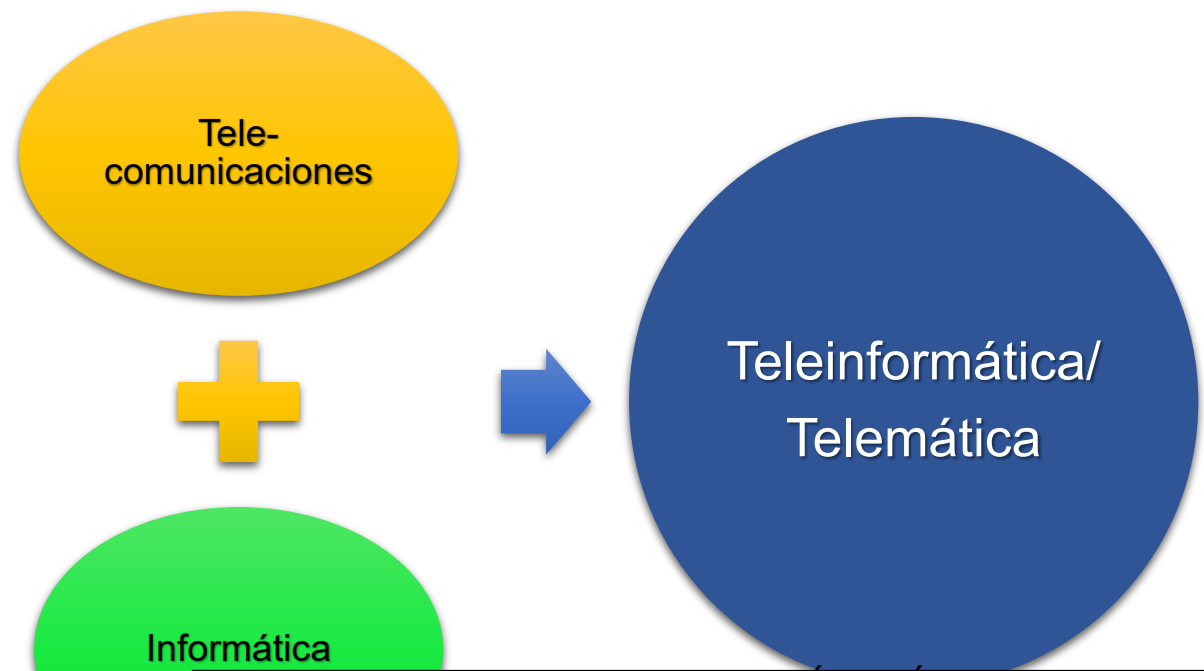 Tele-
comunicaciones
Teleinformática/
Telemática
Informática